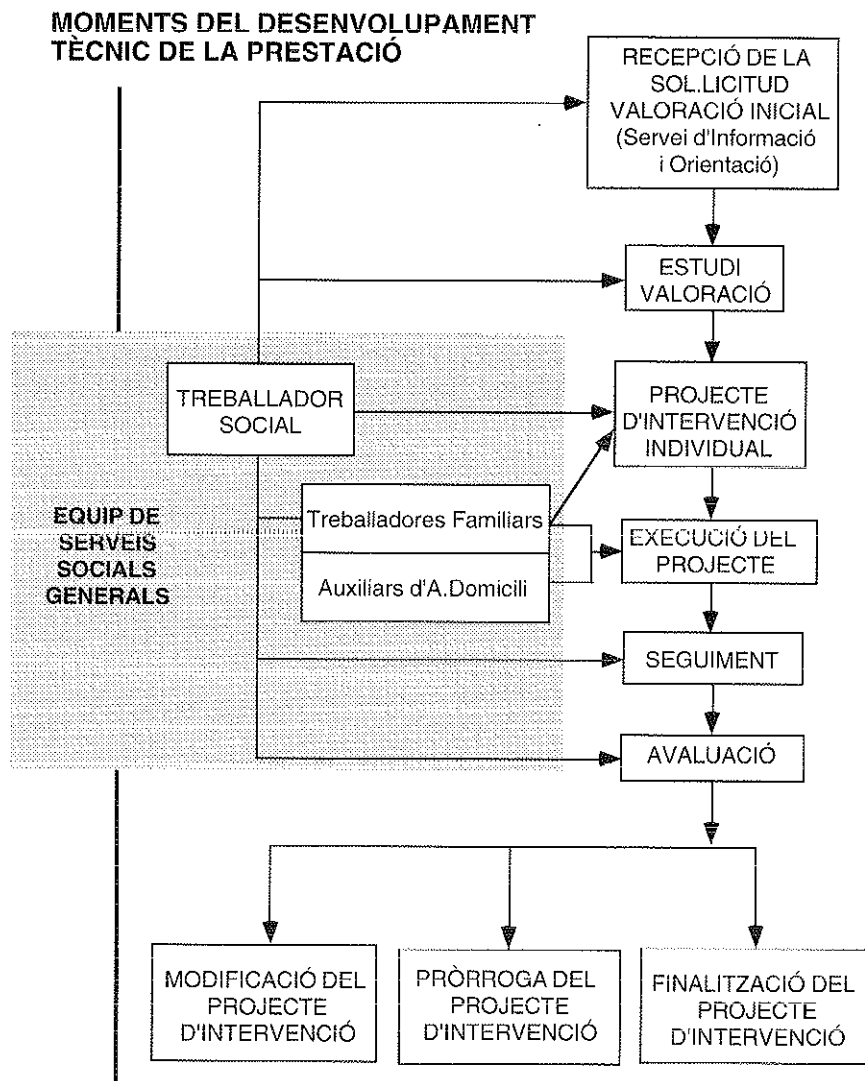 MOMENTS DEL DESENVOLUPAMENT
TÈCNIC DE LA PRESTACIÓ
RECEPCIÓ DE LA
SOL.LICITUD
VALORACIÓ INICIAL
(Servei d'Informació
i Orientació)
ESTUDI
VALORACIÓ
TREBALLADOR
SOCIAL
PROJECTE
D'INTERVENCIÓ
INDIVIDUAL
EQUIP DE
SERVEIS
SOCIALS
GENERALS
Treballadores Familiars
Auxiliars d'A.Domicili
EXECUCIÓ DEL
PROJECTE
SEGUIMENT
AVALUACIÓ
MODIFICACIÓ DEL
PROJECTE
D'INTERVENCIÓ
PRÒRROGA DEL
PROJECTE
D'INTERVENCIÓ
FINALITZACIÓ DEL
PROJECTE
D'INTERVENCIÓ